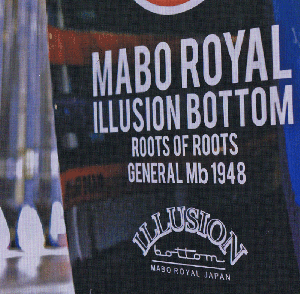 MABO ROYAL
ILLUSION BOTTOM
ROOTS OF ROOTS
GENERAL Mb 1948
ILLUSION
bottom
MABO ROYAL JAPAN